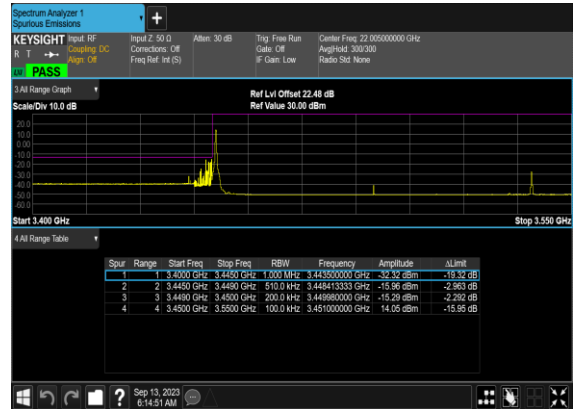 Spectrum Analyzer 1
Spurious Emissions
+
KEYSIGHT Input: RF Input Z: 50 Ω Atten: 30 dB Trig: Free Run Center Freq: 22.005000000 GHz
R T Coupling: DC Corrections: Off Gate: Off Avg|Hold: 300/300
Align: Off Freq Ref: Int (S) IF Gain: Low Radio Std: None
PASS
3 All Range Graph Ref Lvl Offset 22.48 dB
Scale/Div 10.0 dB Ref Value 30.00 dBm
20.0
10.0
0.00
-10.0
-20.0
-30.0
-40.0
-50.0
-60.0
Start 3.400 GHz Stop 3.550 GHz
4 All Range Table
Spur Range Start Freq Stop Freq RBW Frequency Amplitude ΔLimit
1 1 3.4000 GHz 3.4450 GHz 1.000 MHz 3.443500000 GHz -32.32 dBm -19.32 dB
2 2 3.4450 GHz 3.4490 GHz 510.0 kHz 3.448413333 GHz -15.96 dBm -2.963 dB
3 3 3.4490 GHz 3.4500 GHz 200.0 kHz 3.449980000 GHz -15.29 dBm -2.292 dB
4 4 3.4500 GHz 3.5500 GHz 100.0 kHz 3.451000000 GHz 14.05 dBm -15.95 dB
? Sep 13, 2023
6:14:51 AM